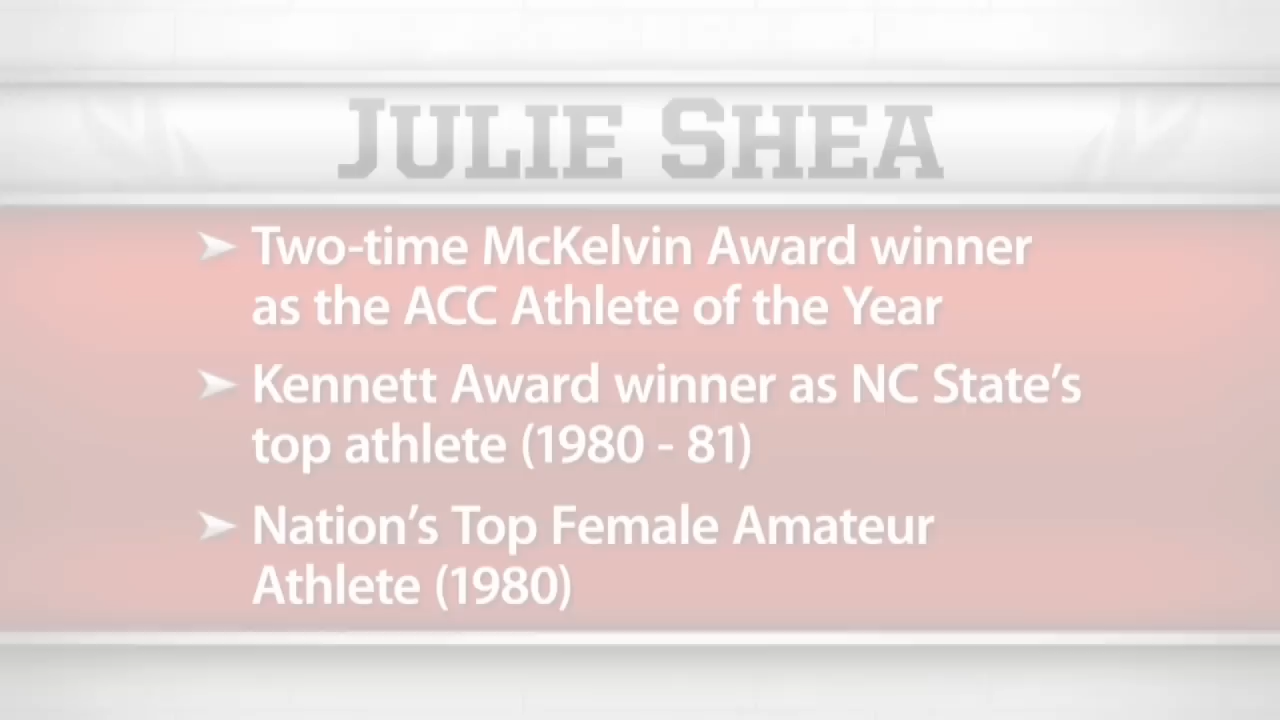 JULIE SHEA
Two-time McKelvin Award winner
as the ACC Athlete of the Year
Kennett Award winner as NC State’s
top athlete (1980 - 81)
Nation’s Top Female Amateur
Athlete (1980)